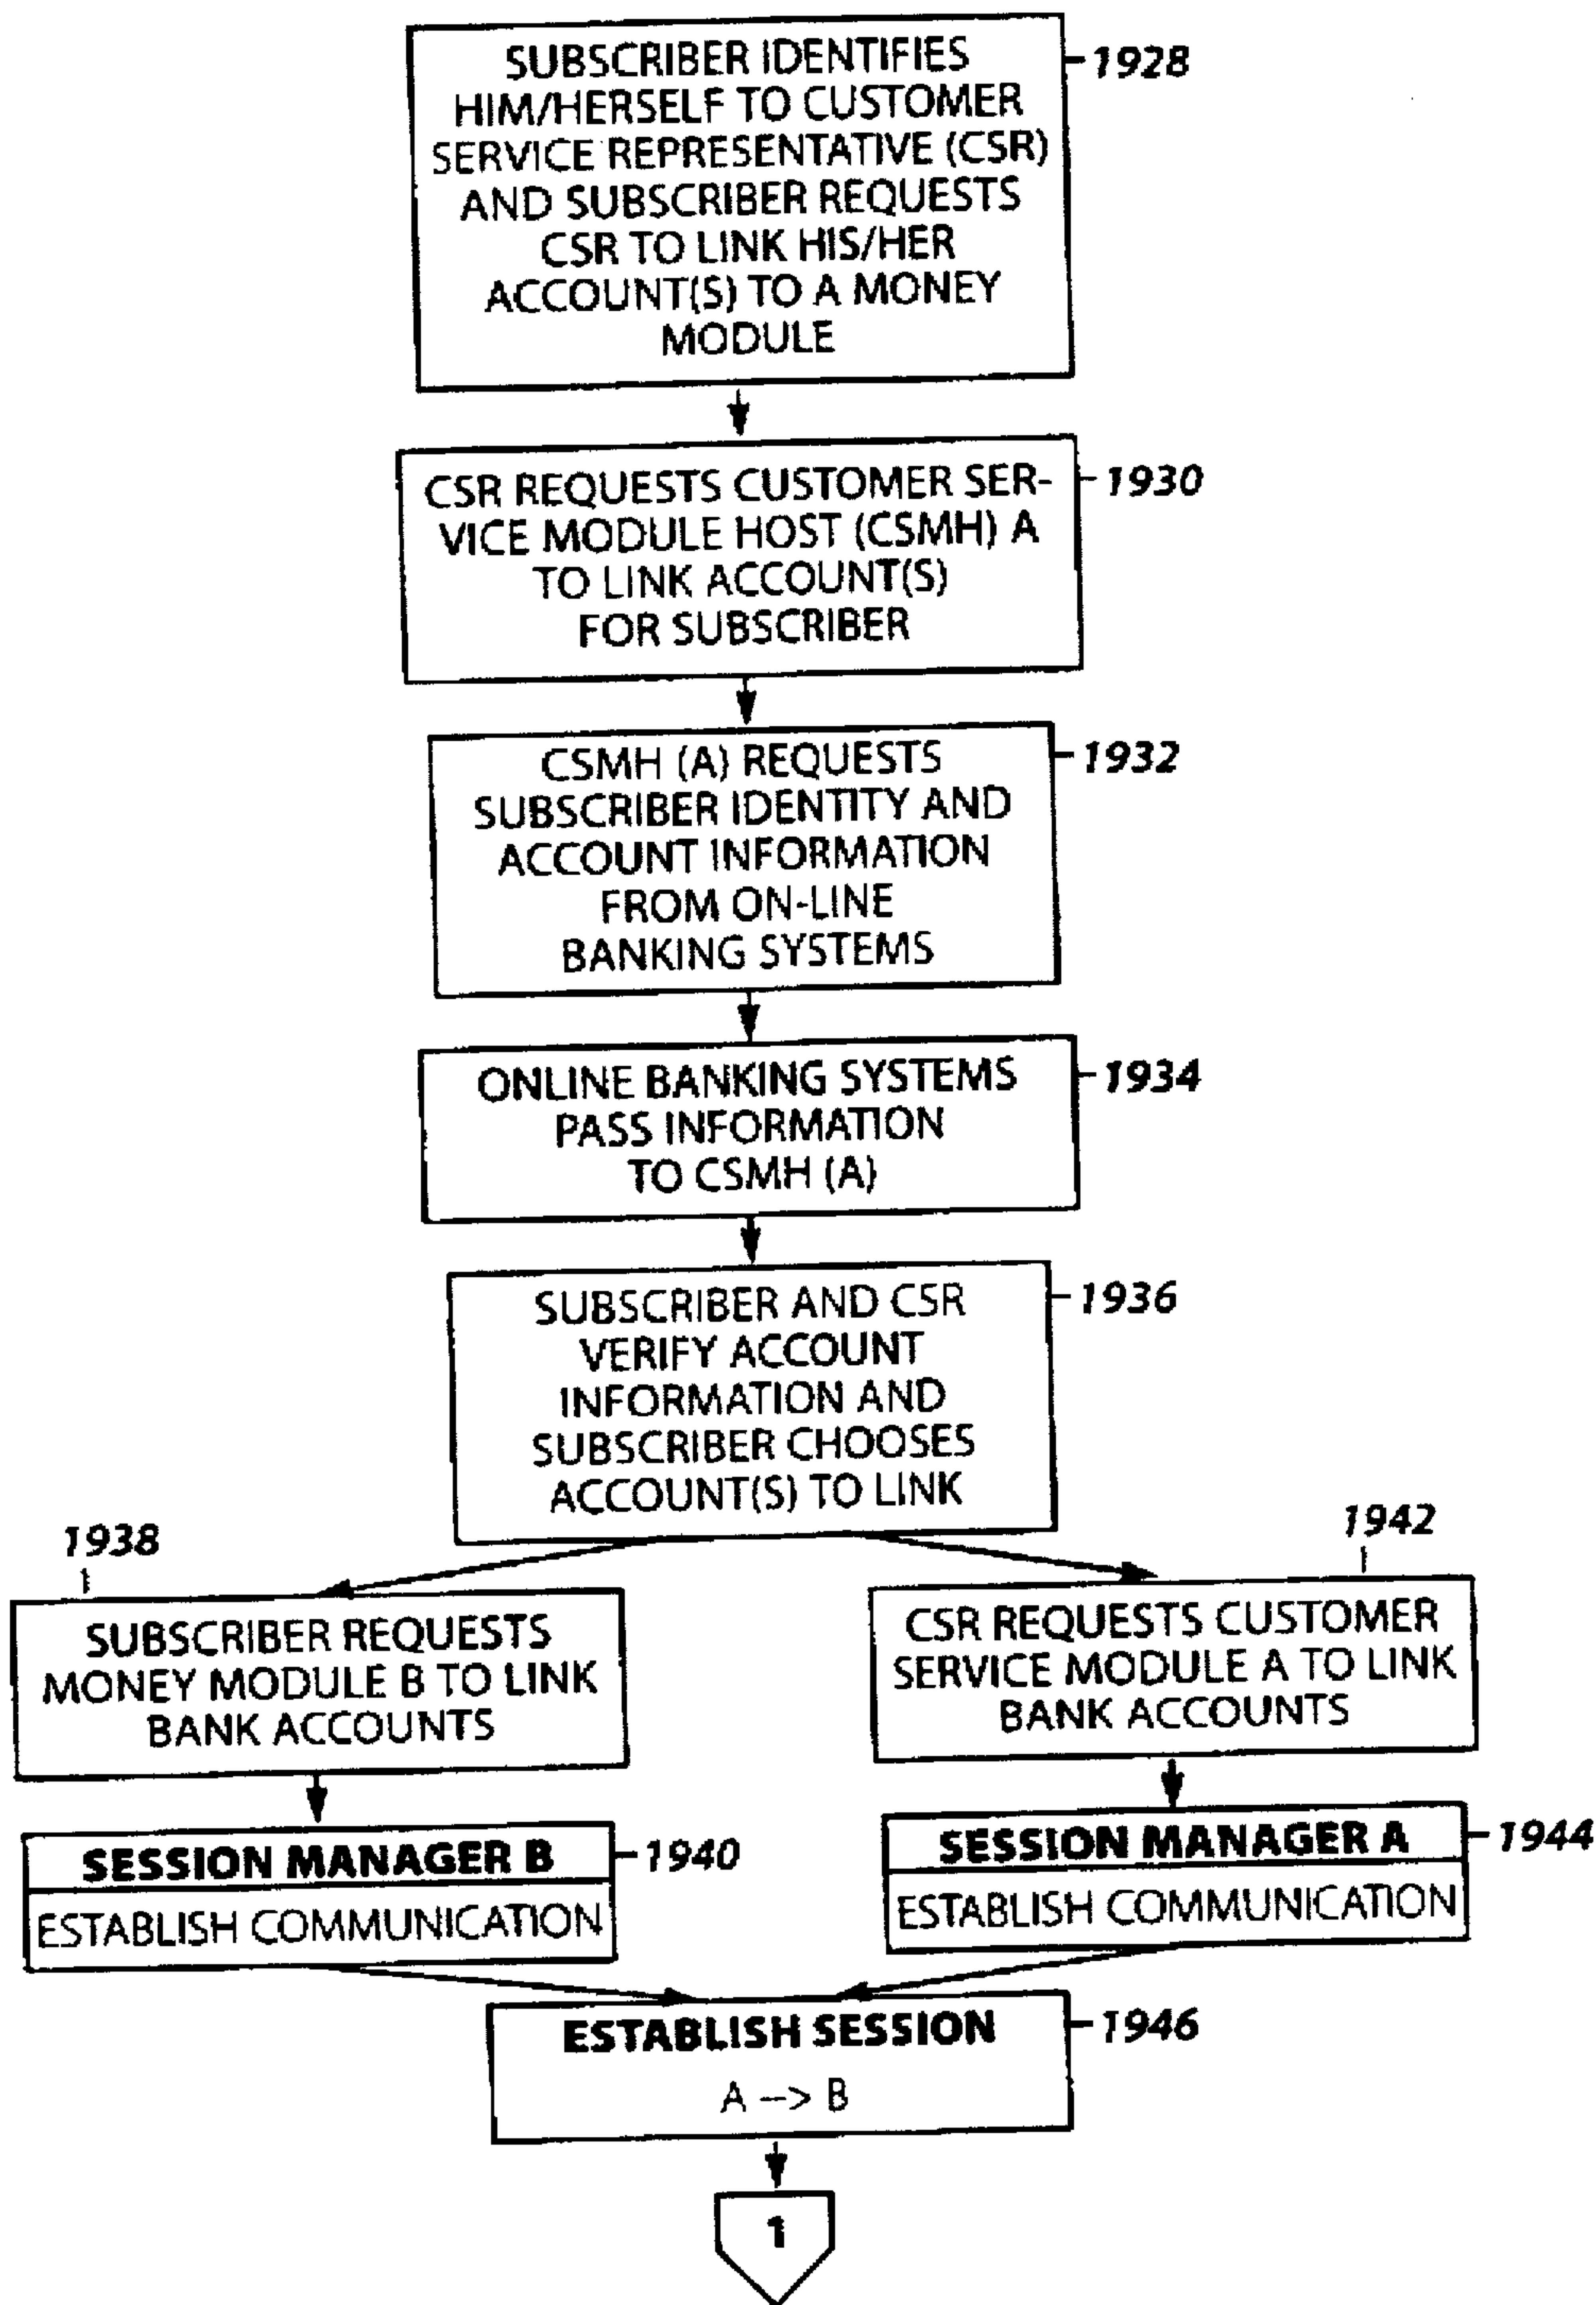 SUBSCRIBER IDENTIFIES
HIM/HERSELF TO CUSTOMER
SERVICE REPRESENTATIVE (CSR)
AND SUBSCRIBER REQUESTS
CSR TO LINK HIS/HER
ACCOUNT(S) TO A MONEY
MODULE
1928
CSR REQUESTS CUSTOMER SER-
VICE MODULE HOST (CSMH) A
TO LINK ACCOUNT(S)
FOR SUBSCRIBER
1930
CSMH (A) REQUESTS
SUBSCRIBER IDENTITY AND
ACCOUNT INFORMATION
FROM ON-LINE
BANKING SYSTEMS
1932
ONLINE BANKING SYSTEMS
PASS INFORMATION
TO CSMH (A)
1934
SUBSCRIBER AND CSR
VERIFY ACCOUNT
INFORMATION AND
SUBSCRIBER CHOOSES
ACCOUNT(S) TO LINK
1936
1938
SUBSCRIBER REQUESTS
MONEY MODULE B TO LINK
BANK ACCOUNTS
1942
CSR REQUESTS CUSTOMER
SERVICE MODULE A TO LINK
BANK ACCOUNTS
SESSION MANAGER B
1940
ESTABLISH COMMUNICATION
SESSION MANAGER A
1944
ESTABLISH COMMUNICATION
ESTABLISH SESSION
1946
A --> B
1